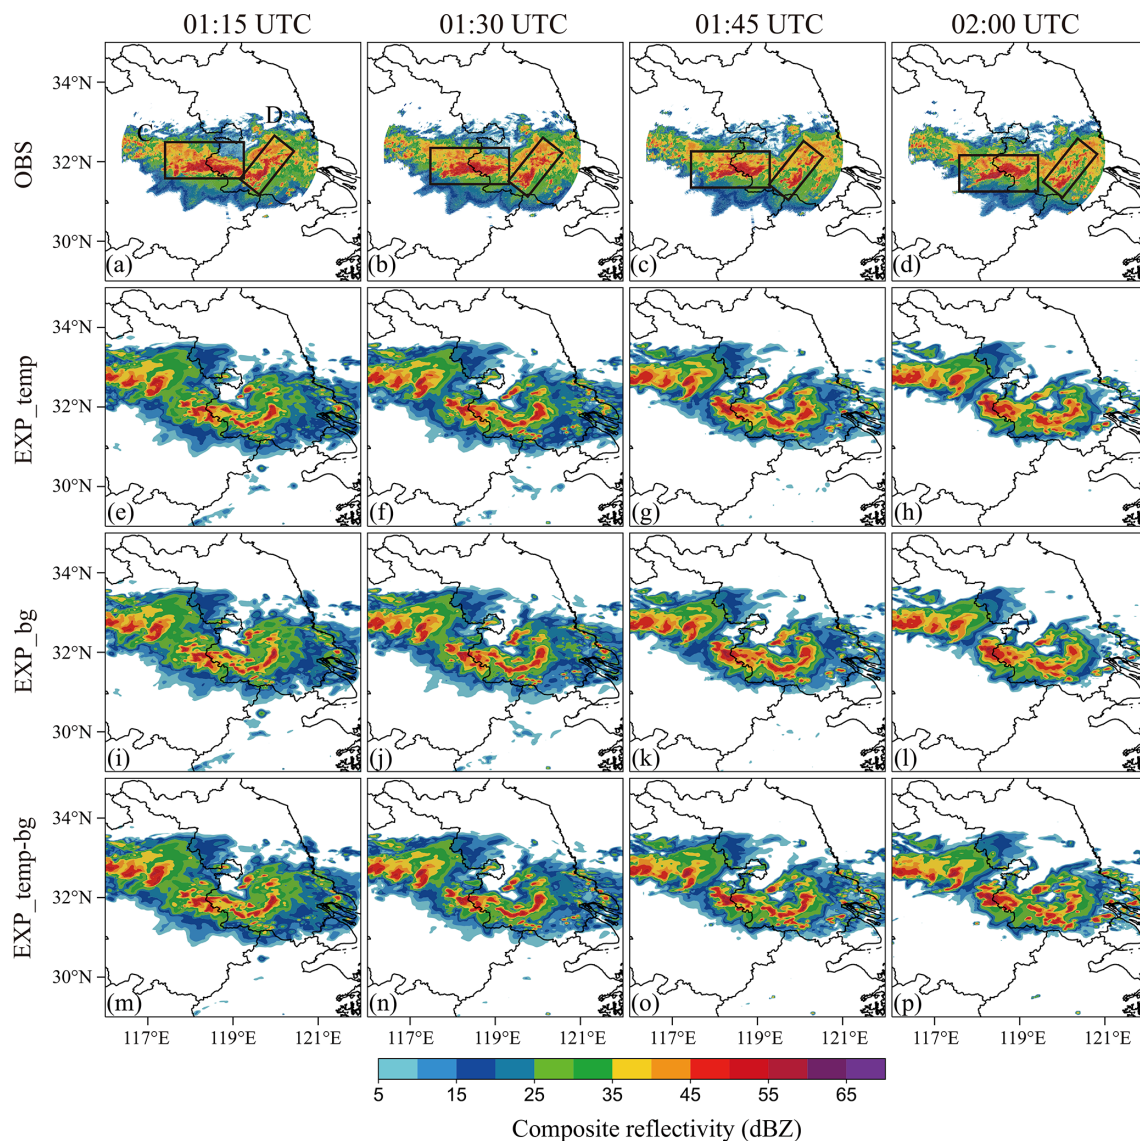 01:15 UTC 01:30 UTC 01:45 UTC 02:00 UTC
34°N
OBS
C D
32°N
30°N
(a) (b) (c) (d)
34°N
EXP_temp
32°N
30°N
(e) (f) (g) (h)
34°N
EXP_bg
32°N
30°N
(i) (j) (k) (l)
34°N
EXP_temp-bg
32°N
30°N
(m) (n) (o) (p)
117°E 119°E 121°E 117°E 119°E 121°E 117°E 119°E 121°E 117°E 119°E 121°E
5 15 25 35 45 55 65
Composite reflectivity (dBZ)